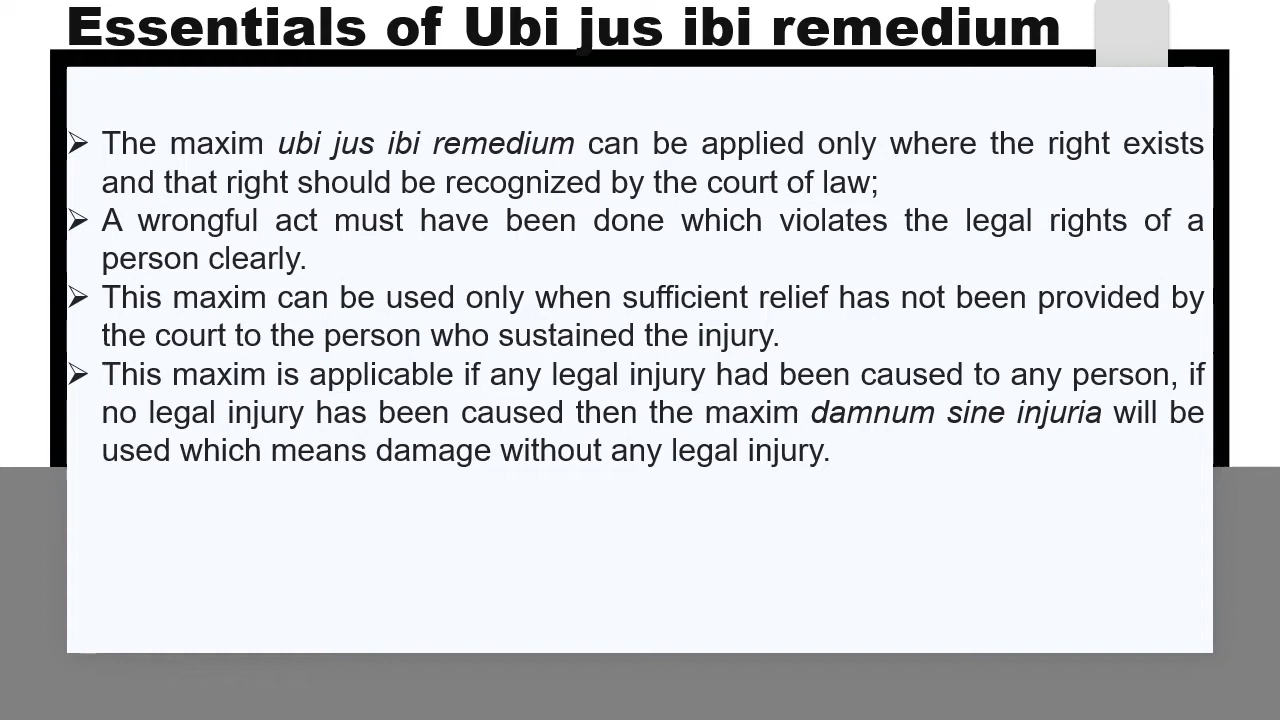 Essentials of Ubi jus ibi remedium
➢ The maxim ubi jus ibi remedium can be applied only where the right exists
and that right should be recognized by the court of law;
➢ A wrongful act must have been done which violates the legal rights of a
person clearly.
➢ This maxim can be used only when sufficient relief has not been provided by
the court to the person who sustained the injury.
➢ This maxim is applicable if any legal injury had been caused to any person, if
no legal injury has been caused then the maxim damnum sine injuria will be
used which means damage without any legal injury.